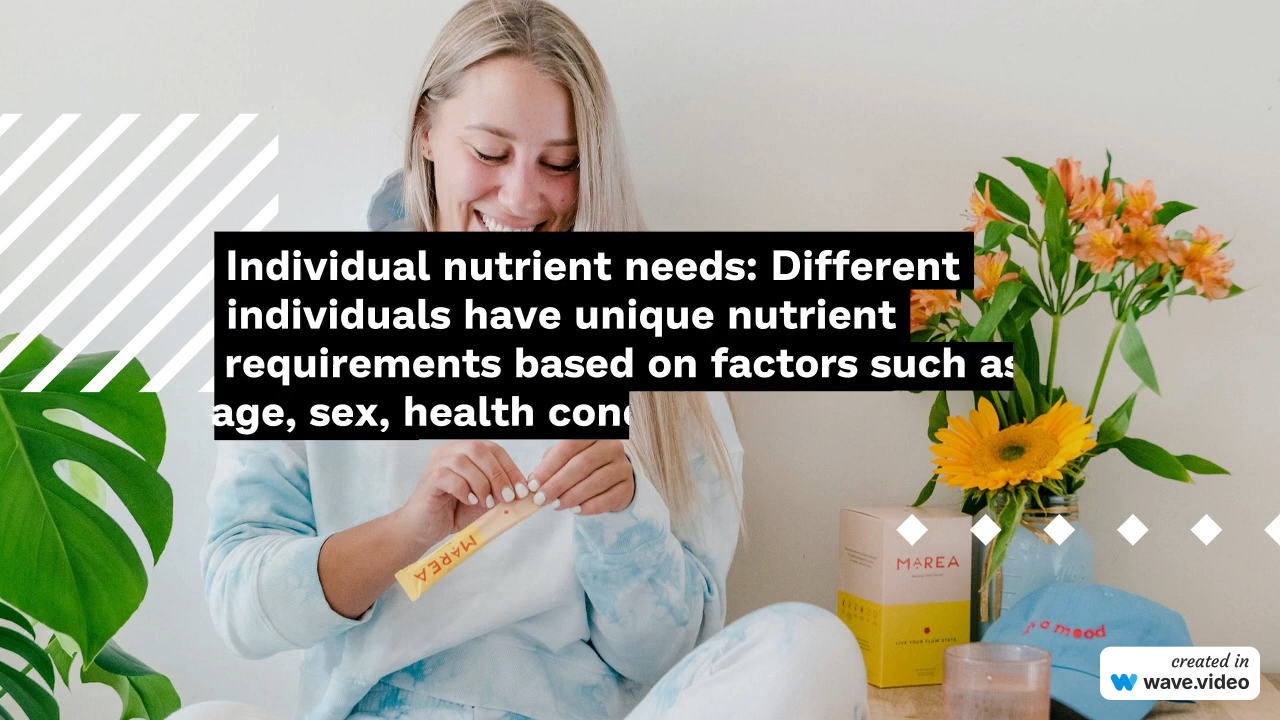 Individual nutrient needs: Different
individuals have unique nutrient
requirements based on factors such as
age, sex, health
MAREA
MAREA
LIVE YOUR FLOW STATE
a mood
created in
wave.video